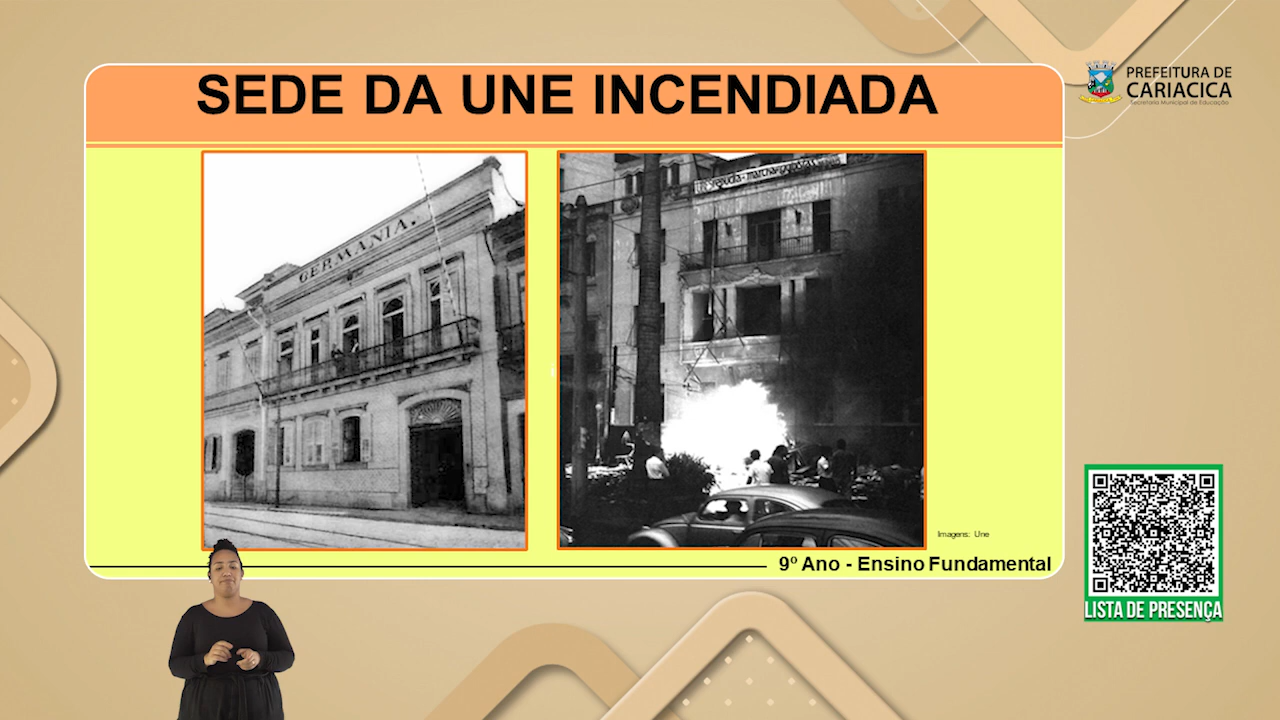 SEDE DA UNE INCENDIADA
PREFEITURA DE
CARIACICA
Secretaria Municipal de Educação
GERMANIA.
Imagens: Une
9º Ano - Ensino Fundamental
LISTA DE PRESENÇA